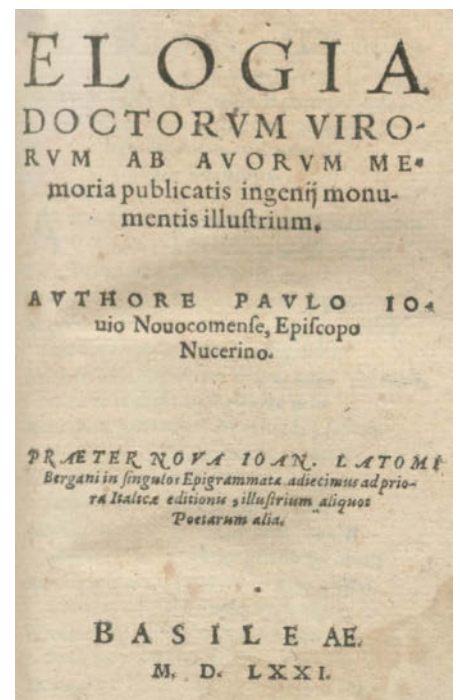 ELOGIA
DOCTORVM VIRO-
RVM AB AVORVM ME-
moria publicatis ingenij monu-
mentis illuſtrium.
AVTHORE PAVLO IO-
uio Nouocomenſe, Epiſcopo
Nucerino.
PRÆTER NOVA IOAN. LATOMI
Bergani in ſingulos Epigrammata adiecimus ad prio-
ra Italicæ editionis, illuſtrium aliquot
Poetarum alia.
BASILEAE.
M. D. LXXI.